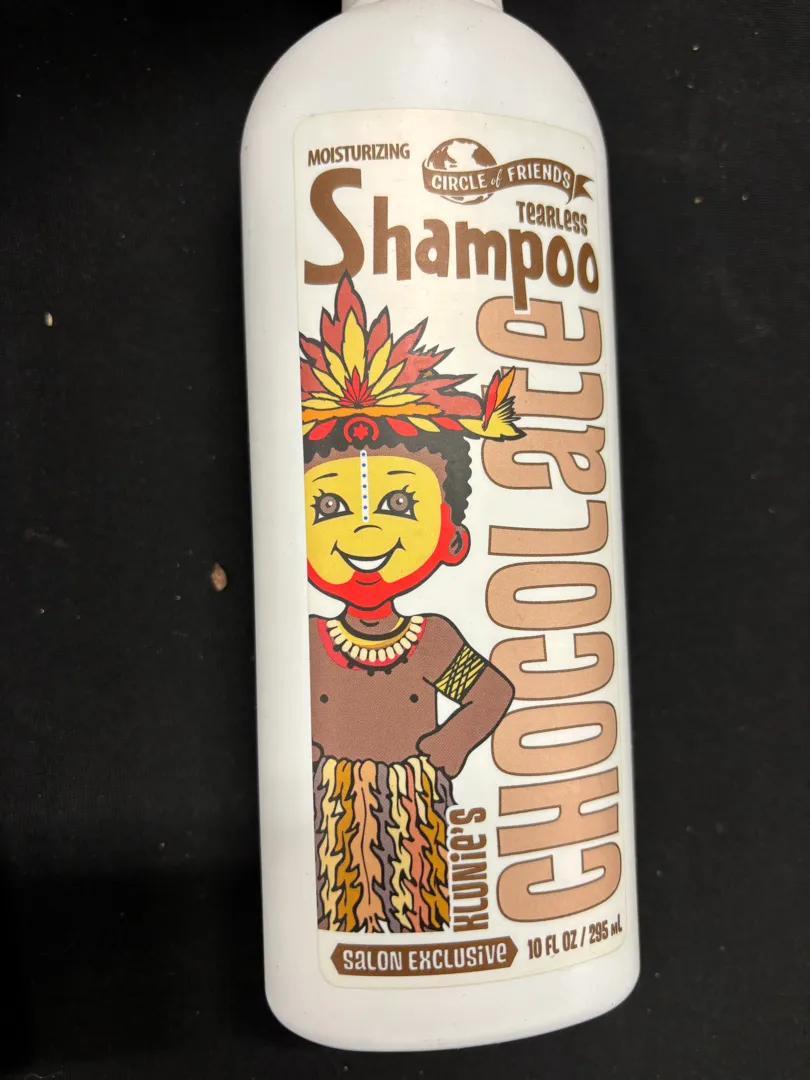 MOISTURIZING
CIRCLE of FRIENDS
TEARLESS
Shampoo
KLUNIE'S
CHOCOLATE
SALON EXCLUSIVE
10 FL OZ / 295 mL